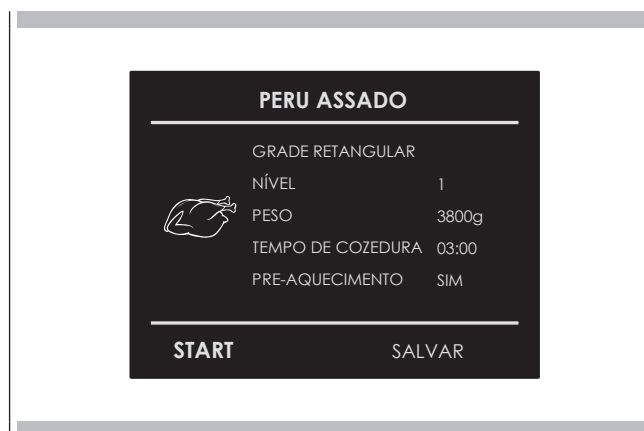 PERU ASSADO
GRADE RETANGULAR
NÍVEL 1
PESO 3800g
TEMPO DE COZEDURA 03:00
PRE-AQUECIMENTO SIM
START SALVAR